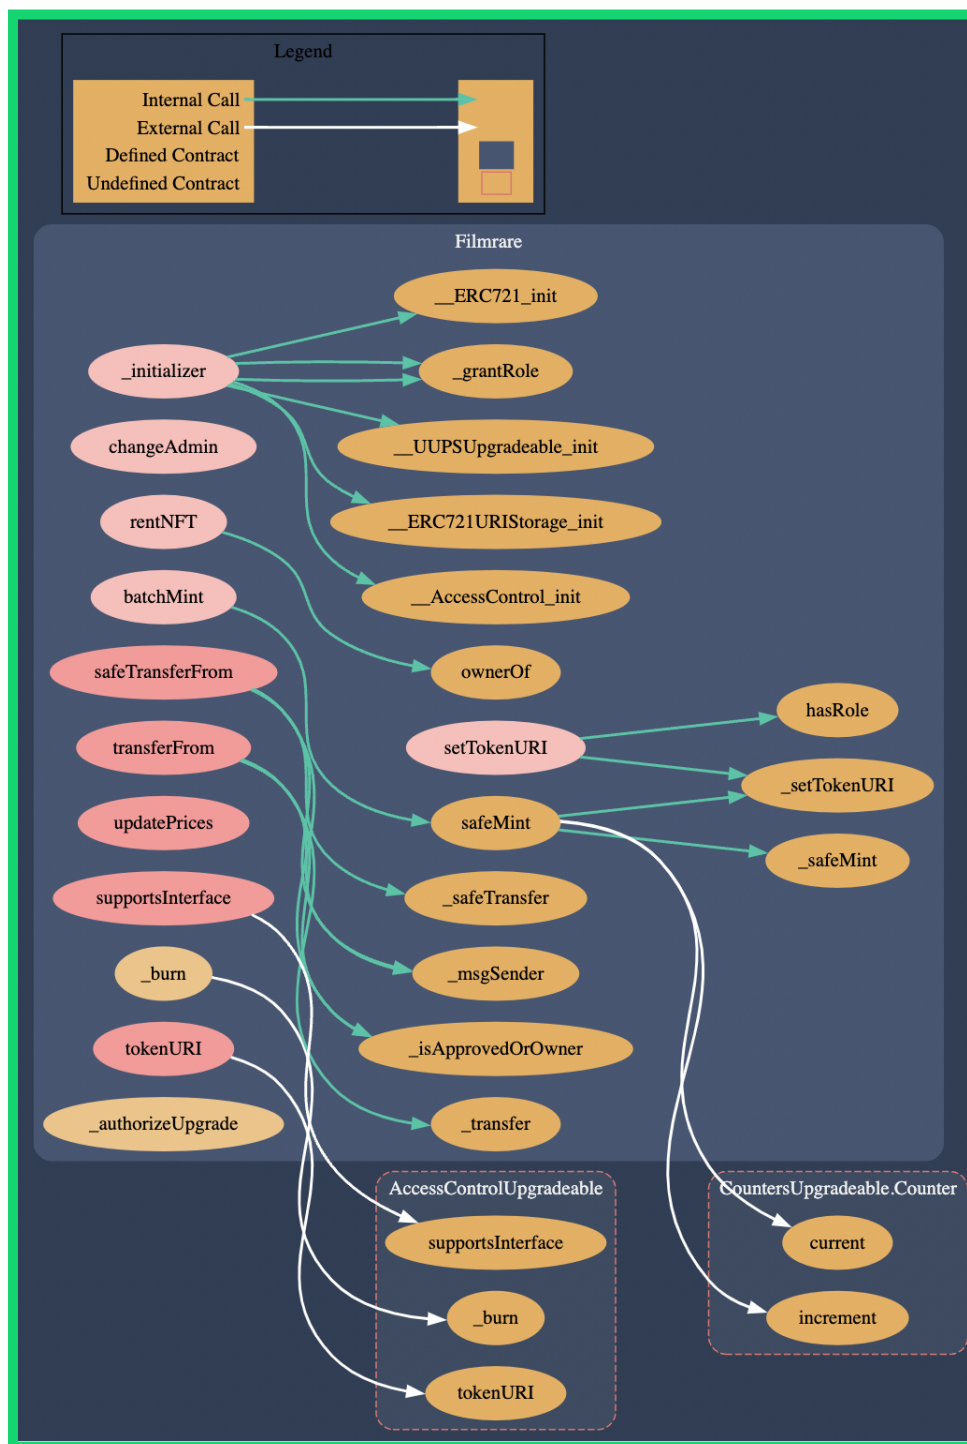 Legend
Internal Call
External Call
Defined Contract
Undefined Contract
Filmrare
__ERC721_init
_initializer
_grantRole
changeAdmin
__UUPSUpgradeable_init
rentNFT
__ERC721URIStorage_init
batchMint
__AccessControl_init
safeTransferFrom
ownerOf
hasRole
transferFrom
setTokenURI
_setTokenURI
updatePrices
safeMint
_safeMint
supportsInterface
_safeTransfer
_burn
_msgSender
tokenURI
_isApprovedOrOwner
_authorizeUpgrade
_transfer
AccessControlUpgradeable
CountersUpgradeable.Counter
supportsInterface
current
_burn
increment
tokenURI